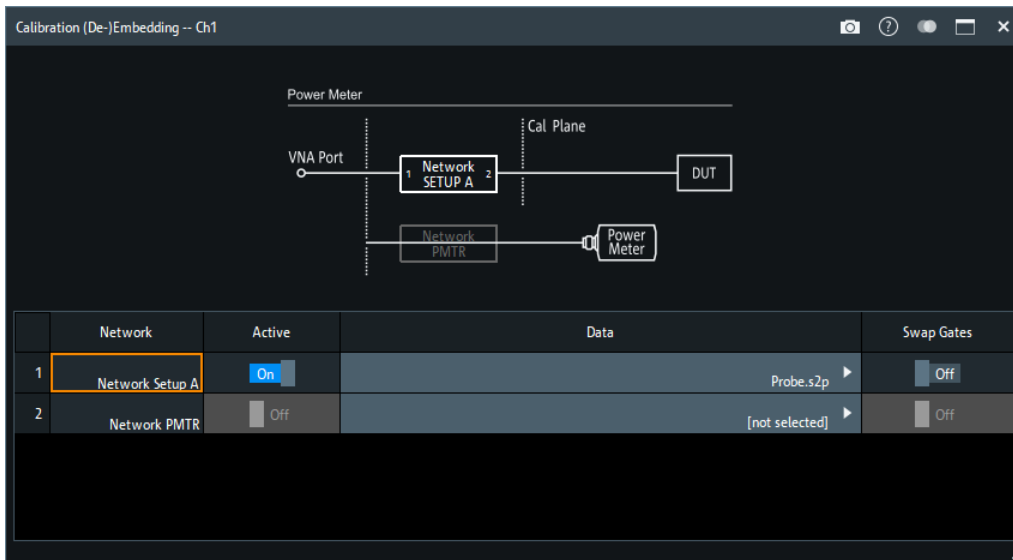 Calibration (De-)Embedding -- Ch1
Power Meter
Cal Plane
VNA Port
1 Network 2
SETUP A
DUT
Network
PMTR
Power
Meter
Network Active Data Swap Gates
1 Network Setup A On Probe.s2p Off
2 Network PMTR Off [not selected] Off